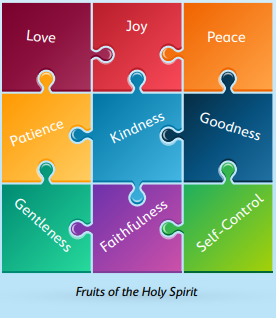 Love
Joy
Peace
Patience
Kindness
Goodness
Gentleness
Faithfulness
Self-Control
Fruits of the Holy Spirit